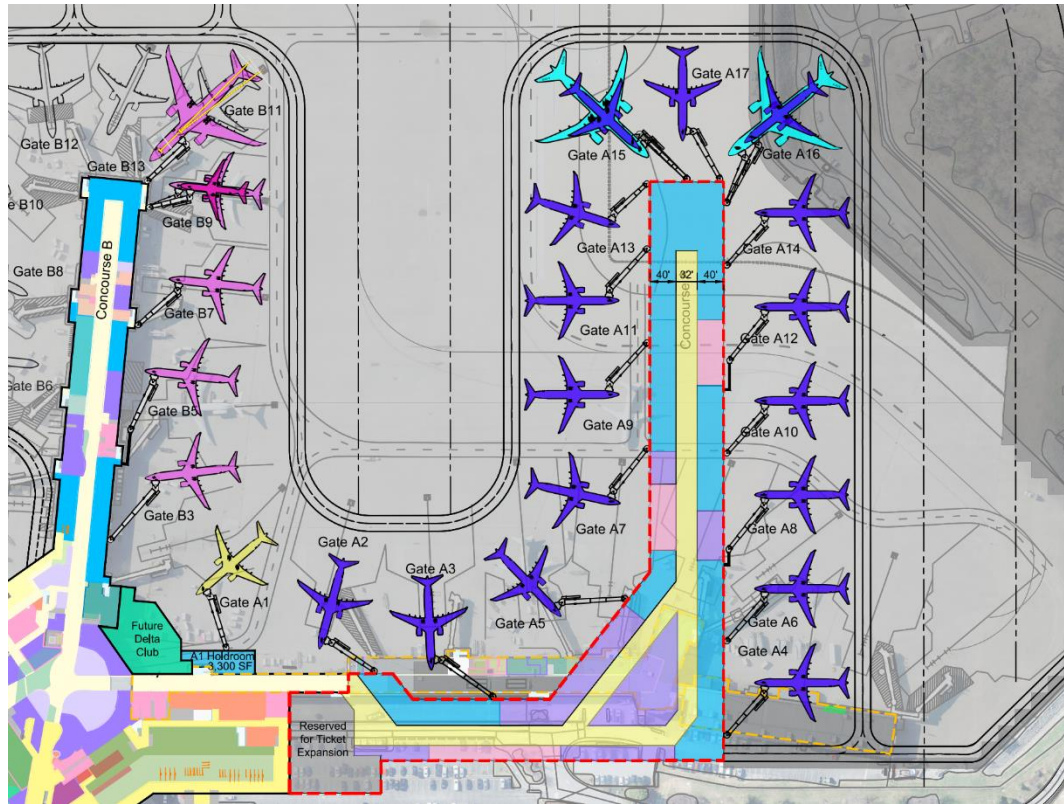 Gate A17
Gate B11
Gate B12
Gate A15
Gate A16
Gate B13
Gate B9
Gate A13
Gate A14
Concourse B
Gate B8
40' 32' 40'
Concourse
Gate B7
Gate A11
Gate A12
Gate B6
Gate B5
Gate A9
Gate A10
Gate B3
Gate A7
Gate A8
Gate A2
Gate A3
Gate A1
Gate A5
Gate A6
Future
Delta
Club
A1 Holdroom
3,300 SF
Gate A4
Reserved
for Ticket
Expansion